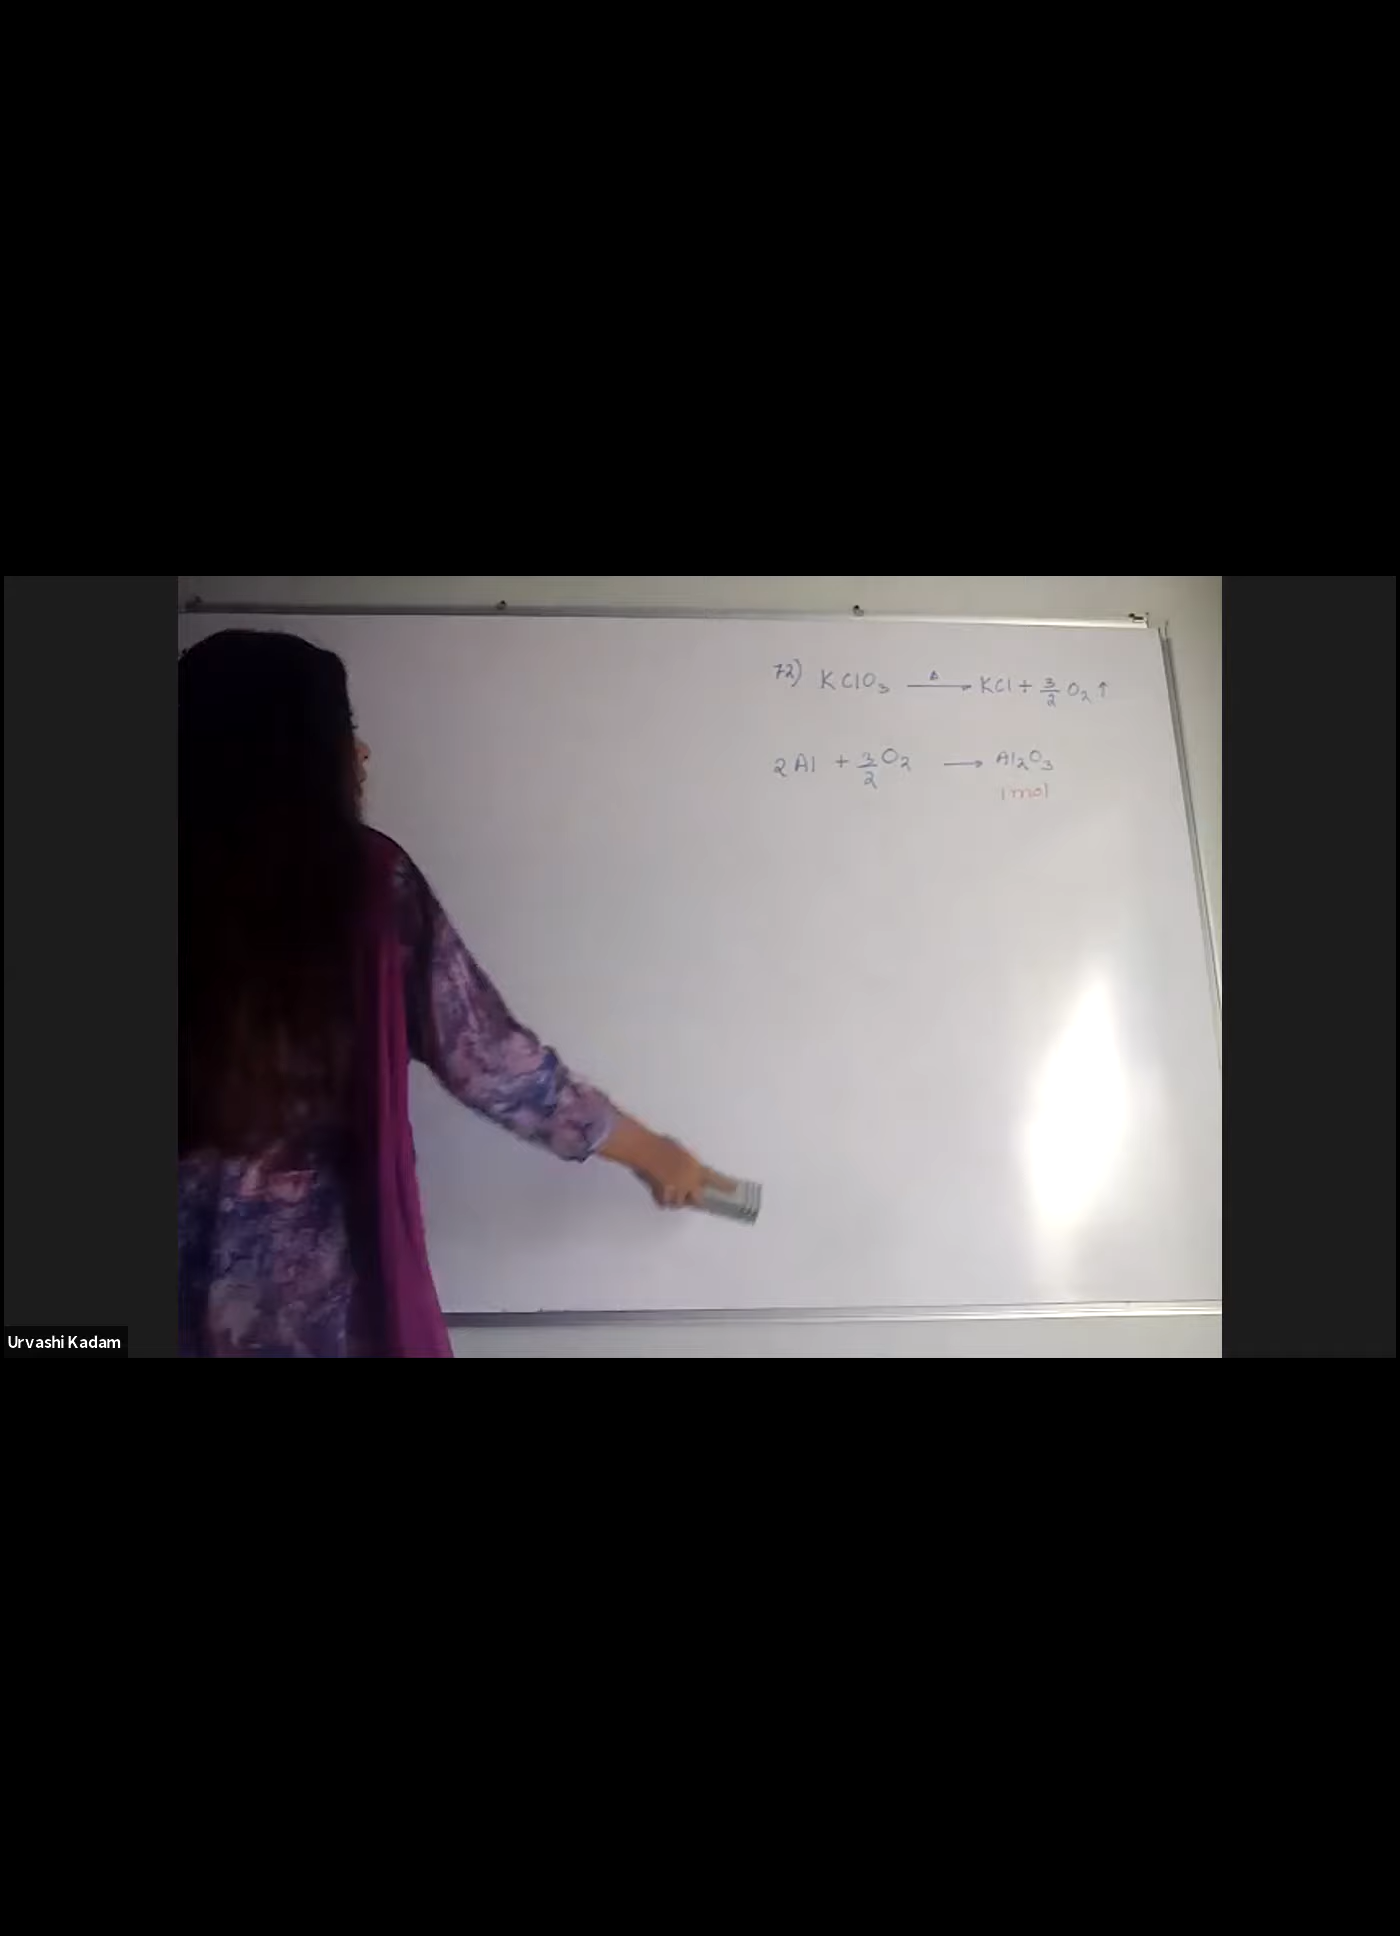 72) KClO₃ —Δ→ KCl + 3/2 O₂ ↑
2Al + 3/2 O₂ → Al₂O₃
1 mol
Urvashi Kadam